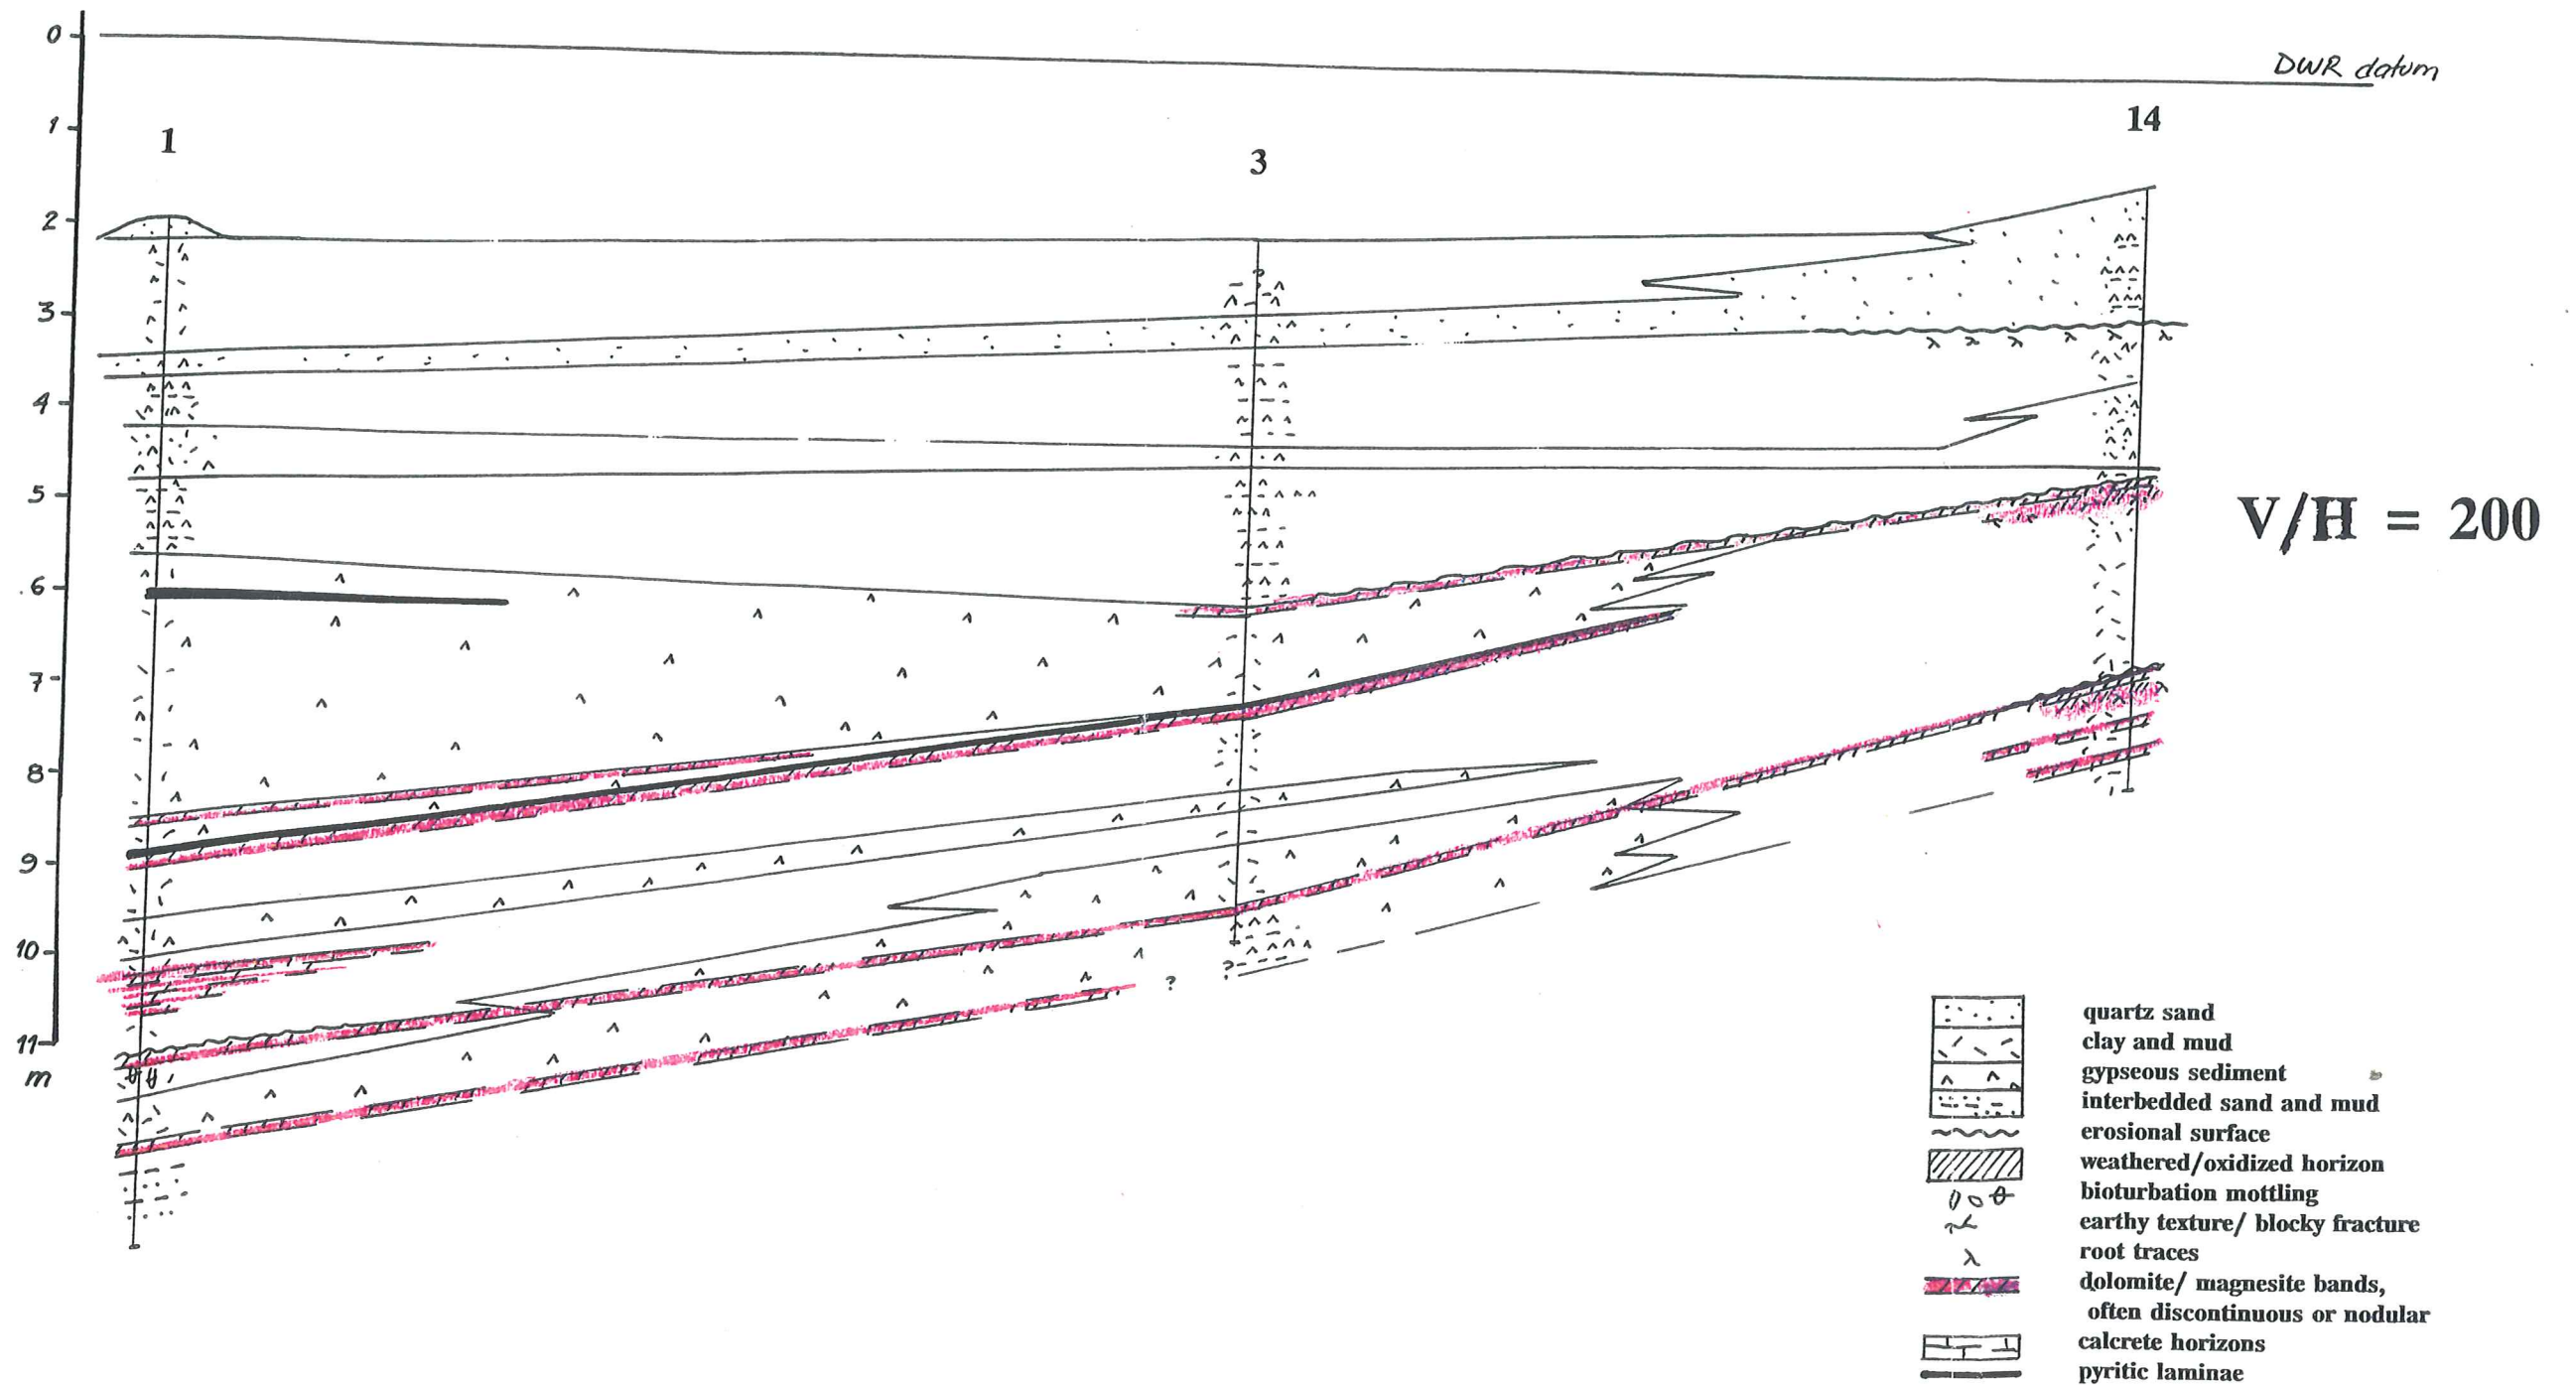 0
DWR datum
1
1
14
3
2
3
4
5
V/H = 200
6
7
8
9
10
?
?
11
m
quartz sand
clay and mud
gypseous sediment
interbedded sand and mud
erosional surface
weathered/oxidized horizon
bioturbation mottling
earthy texture/ blocky fracture
root traces
dolomite/ magnesite bands,
often discontinuous or nodular
calcrete horizons
pyritic laminae